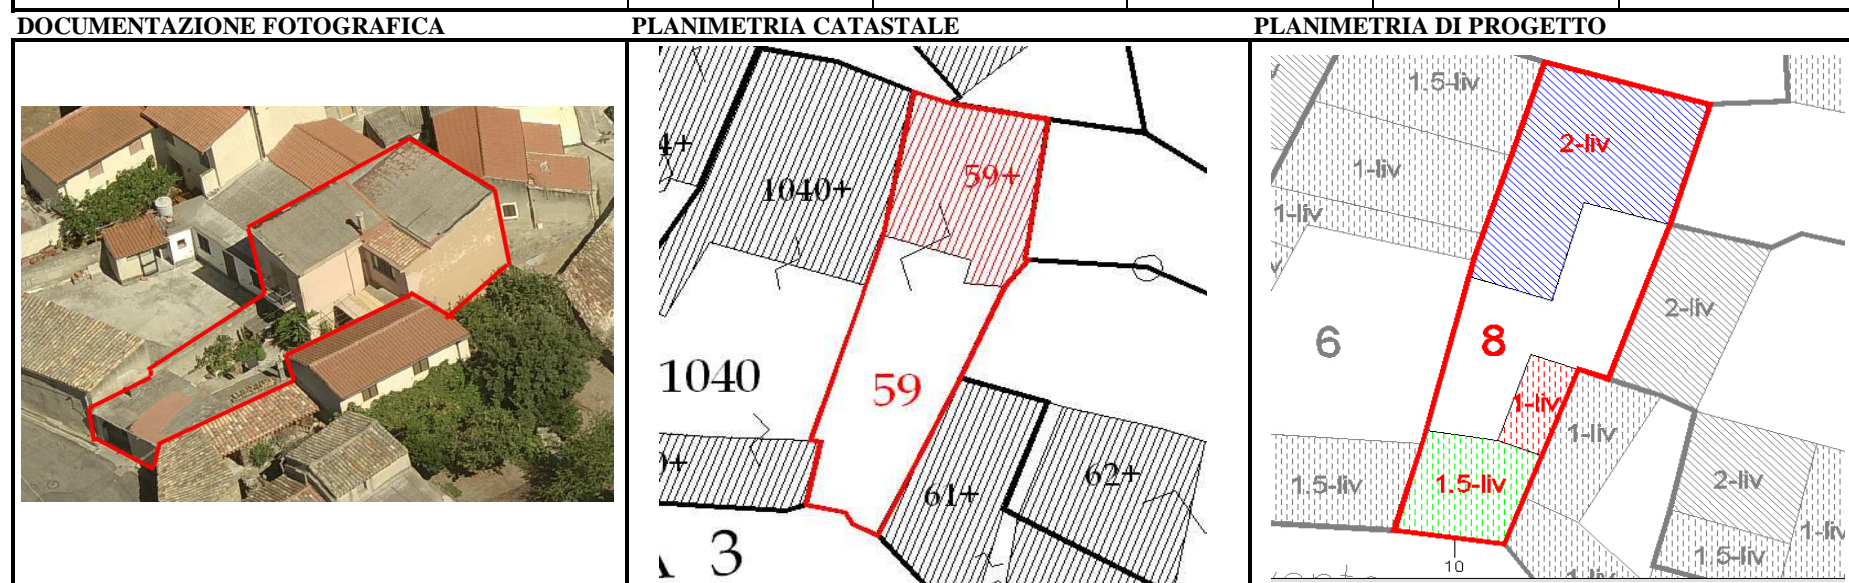 DOCUMENTAZIONE FOTOGRAFICA
PLANIMETRIA CATASTALE
PLANIMETRIA DI PROGETTO
4+
1040+
59+
1040
59
61+
62+
3
1.5-liv
2-liv
1-liv
1-liv
2-liv
6
8
1-liv
1-liv
1.5-liv
1.5-liv
2-liv
1-liv
1.5-liv
10
1-liv